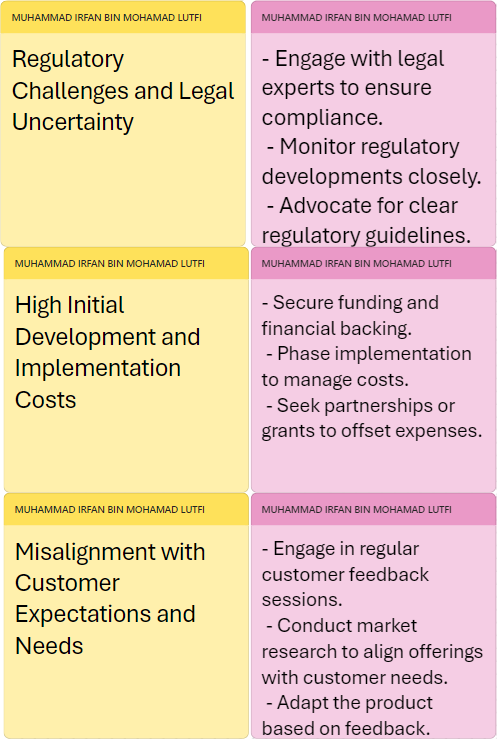 MUHAMMAD IRFAN BIN MOHAMAD LUTFI
Regulatory
Challenges and Legal
Uncertainty
MUHAMMAD IRFAN BIN MOHAMAD LUTFI
- Engage with legal
experts to ensure
compliance.
- Monitor regulatory
developments closely.
- Advocate for clear
regulatory guidelines.
MUHAMMAD IRFAN BIN MOHAMAD LUTFI
High Initial
Development and
Implementation
Costs
MUHAMMAD IRFAN BIN MOHAMAD LUTFI
- Secure funding and
financial backing.
- Phase implementation
to manage costs.
- Seek partnerships or
grants to offset expenses.
MUHAMMAD IRFAN BIN MOHAMAD LUTFI
Misalignment with
Customer
Expectations and
Needs
MUHAMMAD IRFAN BIN MOHAMAD LUTFI
- Engage in regular
customer feedback
sessions.
- Conduct market
research to align offerings
with customer needs.
- Adapt the product
based on feedback.